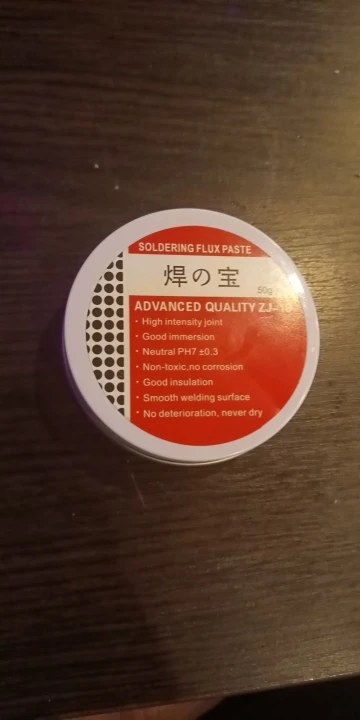 SOLDERING FLUX PASTE
焊の宝
50g
ADVANCED QUALITY
· High intensity joint
· Good immersion
· Neutral PH7 ±0.3
· Non-toxic,no corrosion
· Good insulation
· Smooth welding surface
· No deterioration, never dry